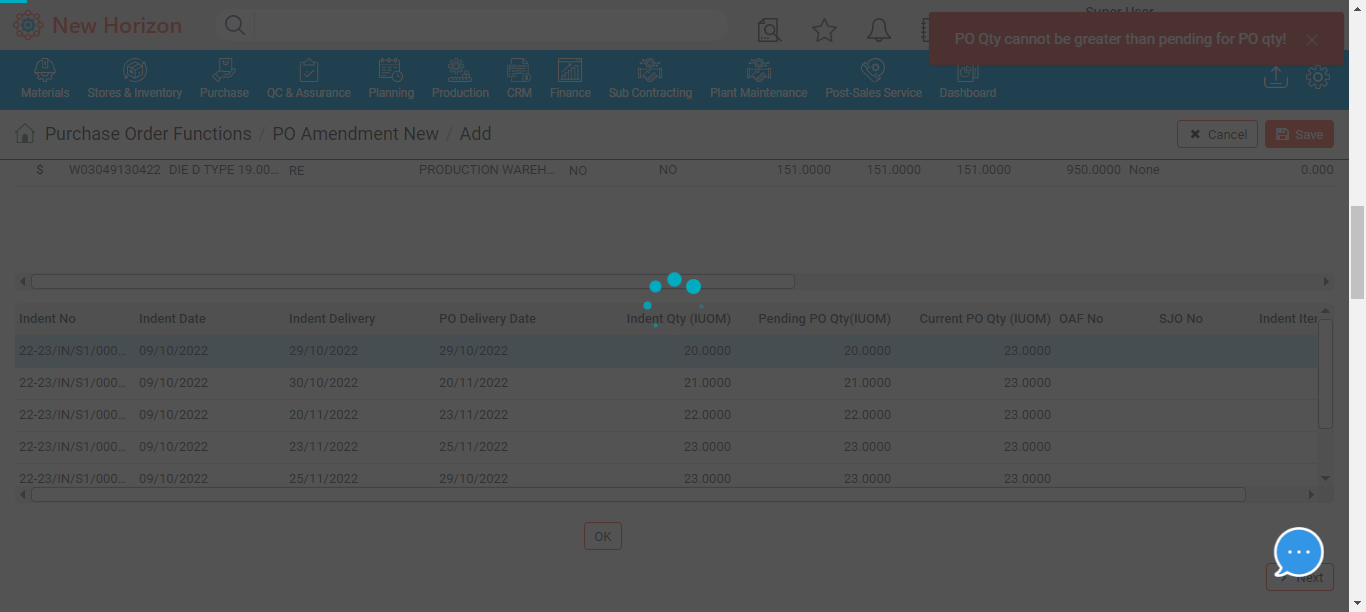 Super User
New Horizon
PO Qty cannot be greater than pending for PO qty!
Materials Stores & Inventory Purchase QC & Assurance Planning Production CRM Finance Sub Contracting Plant Maintenance Post-Sales Service Dashboard
Purchase Order Functions / PO Amendment New / Add
Cancel Save
$ W03049130422 DIE D TYPE 19.00... RE PRODUCTION WAREH... NO NO 151.0000 151.0000 151.0000 950.0000 None 0.000
Indent No Indent Date Indent Delivery PO Delivery Date Indent Qty (IUOM) Pending PO Qty(IUOM) Current PO Qty (IUOM) OAF No SJO No Indent Iter
22-23/IN/S1/000... 09/10/2022 29/10/2022 29/10/2022 20.0000 20.0000 23.0000
22-23/IN/S1/000... 09/10/2022 30/10/2022 20/11/2022 21.0000 21.0000 23.0000
22-23/IN/S1/000... 09/10/2022 20/11/2022 23/11/2022 22.0000 22.0000 23.0000
22-23/IN/S1/000... 09/10/2022 23/11/2022 25/11/2022 23.0000 23.0000 23.0000
22-23/IN/S1/000... 09/10/2022 25/11/2022 29/10/2022 23.0000 23.0000 23.0000
OK
Next